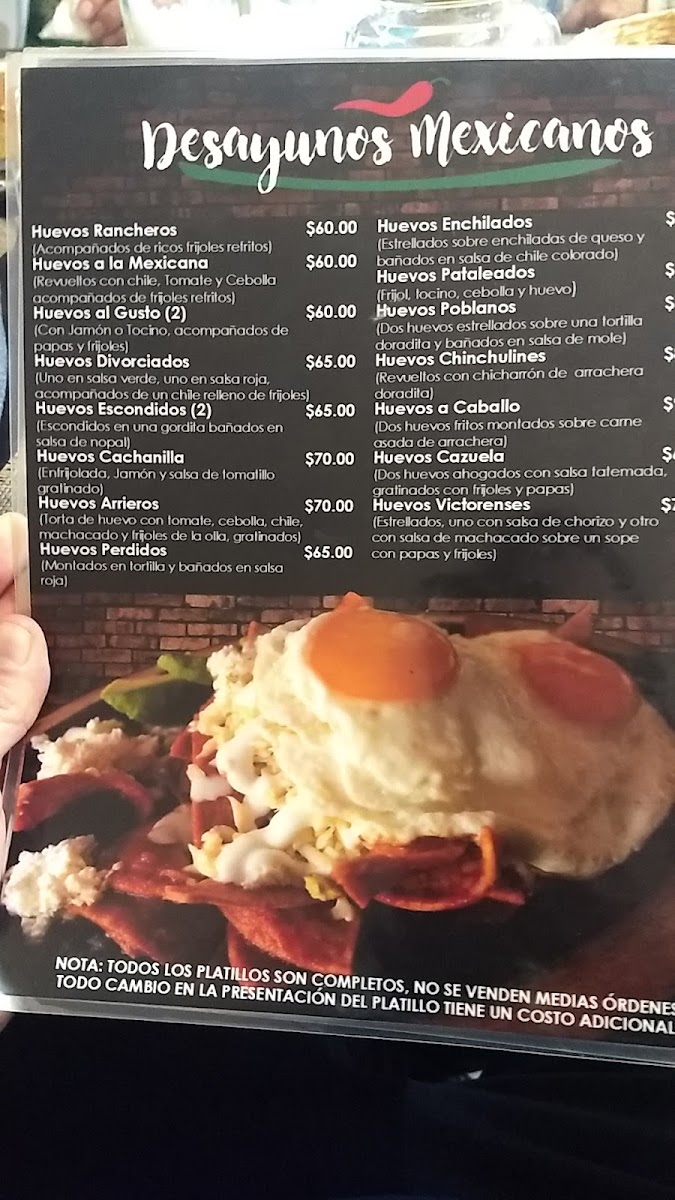 Desayunos Mexicanos
Huevos Rancheros $60.00
(Acompañados de ricos frijoles refritos)
Huevos a la Mexicana $60.00
(Revueltos con chile, Tomate y Cebolla
acompañados de frijoles refritos)
Huevos al Gusto (2) $60.00
(Con Jamón o Tocino, acompañados de
papas y frijoles)
Huevos Divorciados $65.00
(Uno en salsa verde, uno en salsa roja,
acompañados de un chile relleno de frijoles)
Huevos Escondidos (2) $65.00
(Escondidos en una gordita bañados en
salsa de nopal)
Huevos Cachanilla $70.00
(Enfrijolada, Jamón y salsa de tomatillo
gratinado)
Huevos Arrieros $70.00
(Torta de huevo con tomate, cebolla, chile,
machacado y frijoles de la olla, gratinados)
Huevos Perdidos $65.00
(Montados en tortilla y bañados en salsa
roja)
Huevos Enchilados $
(Estrellados sobre enchiladas de queso y
bañados en salsa de chile colorado)
Huevos Pataleados $
(Frijol, tocino, cebolla y huevo)
Huevos Poblanos $
(Dos huevos estrellados sobre una tortilla
doradita y bañados en salsa de mole)
Huevos Chinchulines $
(Revueltos con chicharrón de arrachera
doradita)
Huevos a Caballo $
(Dos huevos fritos montados sobre carne
asada de arrachera)
Huevos Cazuela $
(Dos huevos ahogados con salsa tatemada,
gratinados con frijoles y papas)
Huevos Victorenses $7
(Estrellados, uno con salsa de chorizo y otro
con salsa de machacado sobre un sope
con papas y frijoles)
NOTA: TODOS LOS PLATILLOS SON COMPLETOS, NO SE VENDEN MEDIAS ÓRDENES
TODO CAMBIO EN LA PRESENTACIÓN DEL PLATILLO TIENE UN COSTO ADICIONAL